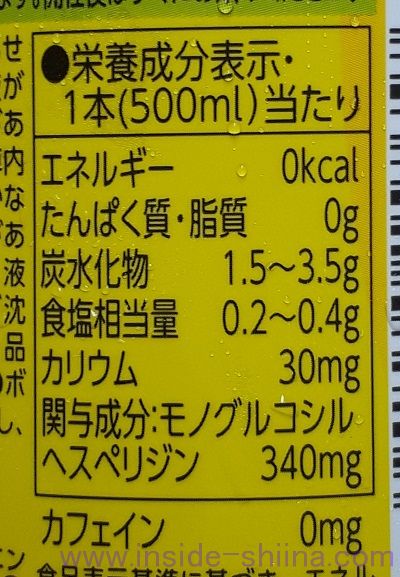 ●栄養成分表示・
1本(500ml)当たり
エネルギー 0kcal
たんぱく質・脂質 0g
炭水化物 1.5〜3.5g
食塩相当量 0.2〜0.4g
カリウム 30mg
関与成分:モノグルコシル
ヘスペリジン 340mg
カフェイン 0mg
www.inside-shiina.com